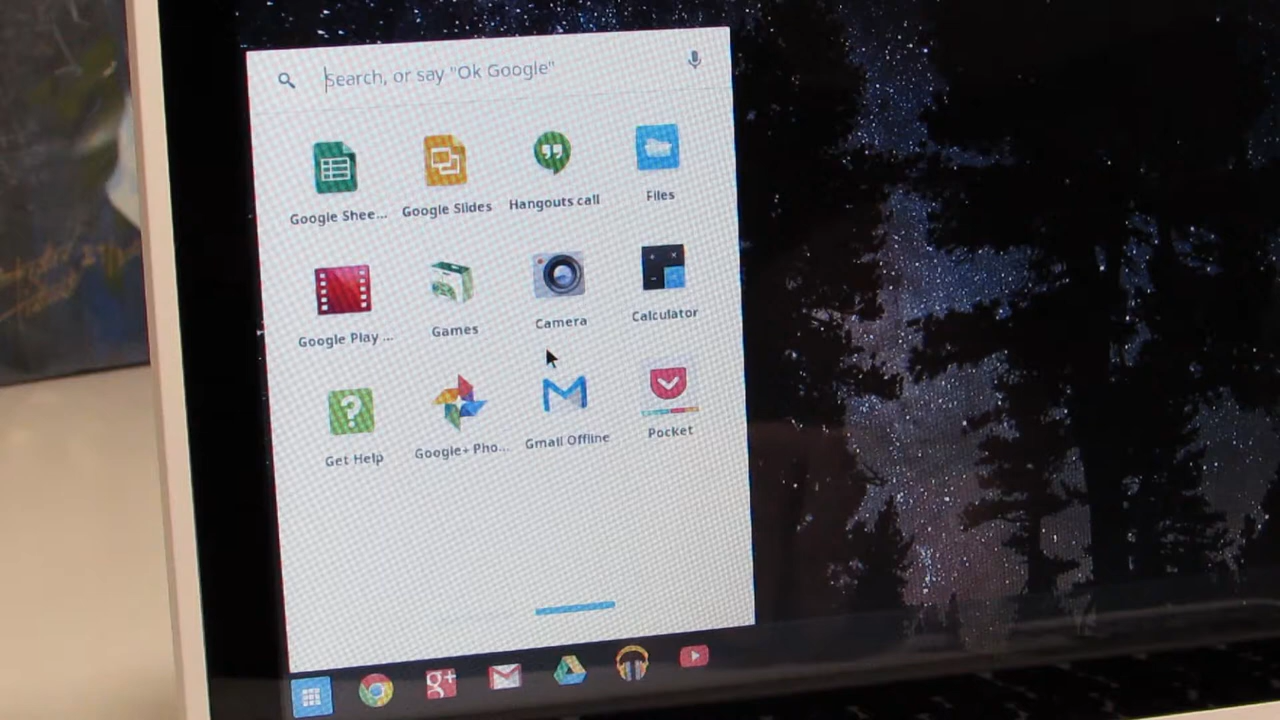 Search, or say "Ok Google"
Google Shee... Google Slides Hangouts call Files
Google Play ... Games Camera Calculator
Get Help Google+ Pho... Gmail Offline Pocket
g+